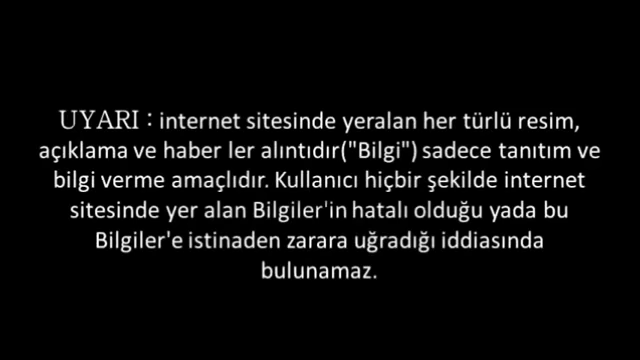 UYARI : internet sitesinde yeralan her türlü resim,
açıklama ve haber ler alıntıdır("Bilgi") sadece tanıtım ve
bilgi verme amaçlıdır. Kullanıcı hiçbir şekilde internet
sitesinde yer alan Bilgiler'in hatalı olduğu yada bu
Bilgiler'e istinaden zarara uğradığı iddiasında
bulunamaz.